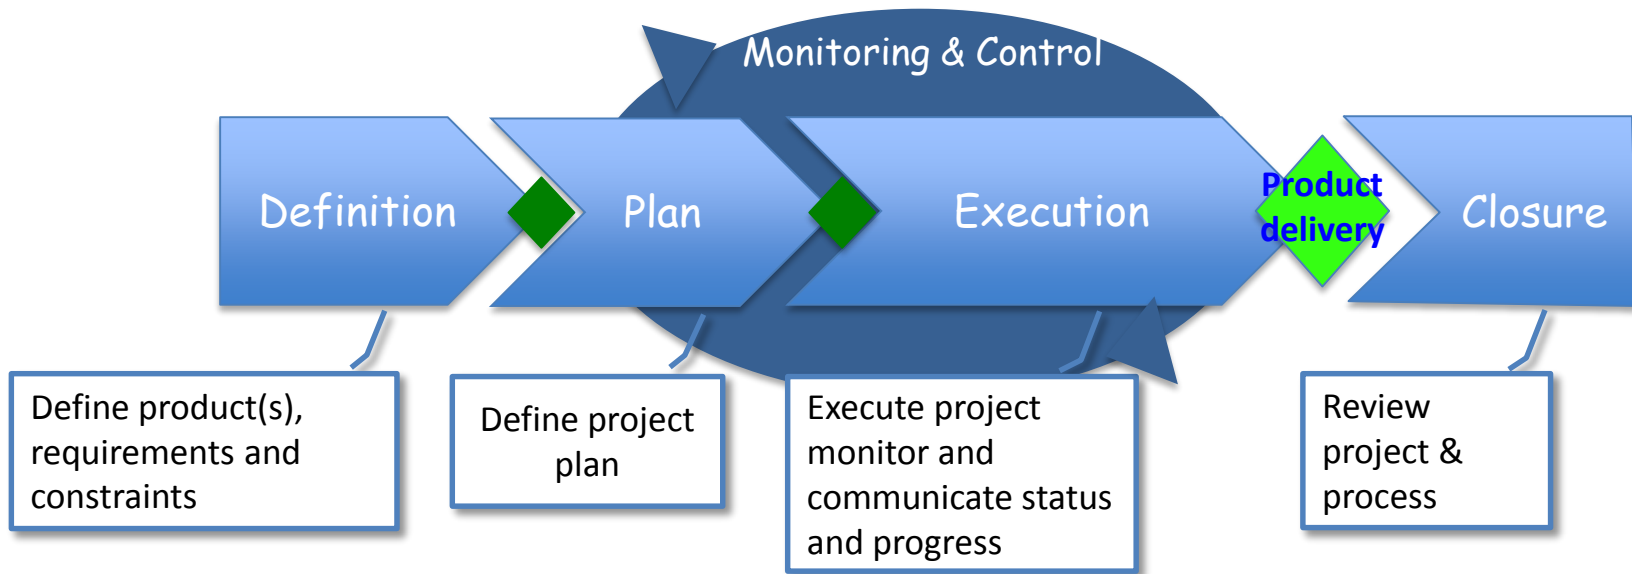 Monitoring & Control
Definition
Plan
Execution
Product
delivery
Closure
Define product(s),
requirements and
constraints
Define project
plan
Execute project
monitor and
communicate status
and progress
Review
project &
process